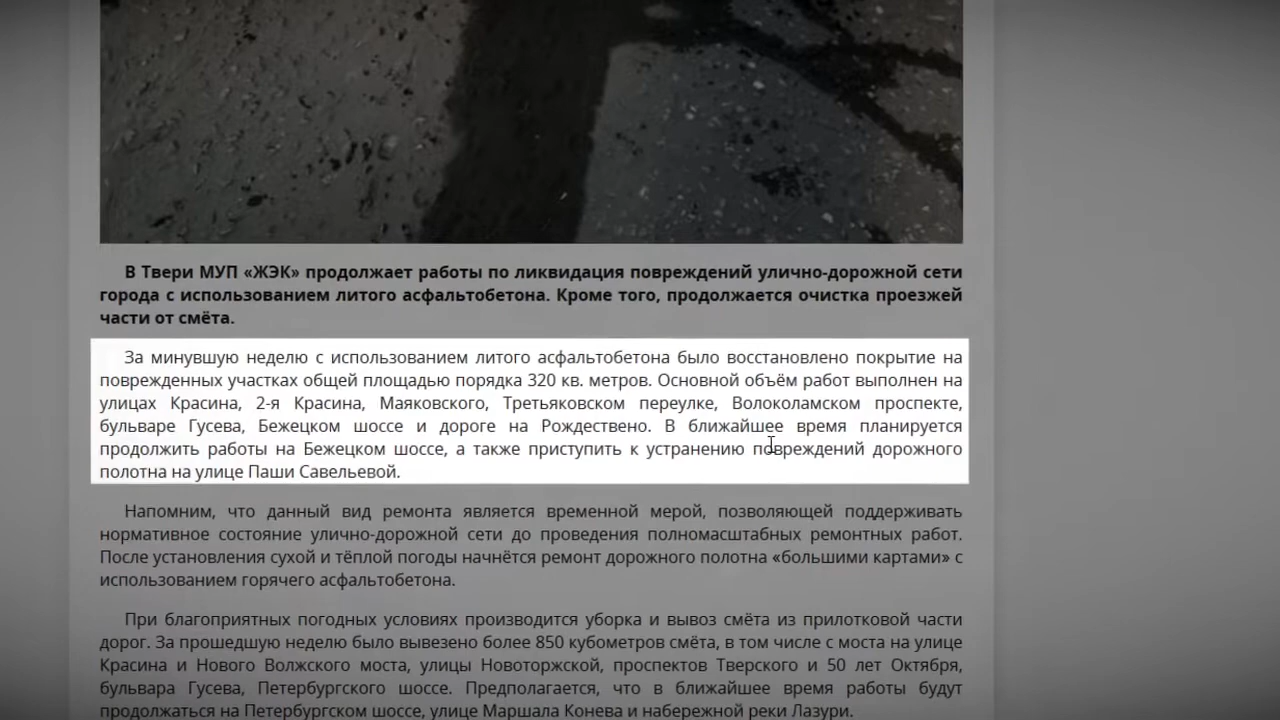 В Твери МУП «ЖЭК» продолжает работы по ликвидация повреждений улично-дорожной сети
города с использованием литого асфальтобетона. Кроме того, продолжается очистка проезжей
части от смёта.
За минувшую неделю с использованием литого асфальтобетона было восстановлено покрытие на
поврежденных участках общей площадью порядка 320 кв. метров. Основной объём работ выполнен на
улицах Красина, 2-я Красина, Маяковского, Третьяковском переулке, Волоколамском проспекте,
бульваре Гусева, Бежецком шоссе и дороге на Рождествено. В ближайшее время планируется
продолжить работы на Бежецком шоссе, а также приступить к устранению повреждений дорожного
полотна на улице Паши Савельевой.
Напомним, что данный вид ремонта является временной мерой, позволяющей поддерживать
нормативное состояние улично-дорожной сети до проведения полномасштабных ремонтных работ.
После установления сухой и тёплой погоды начнётся ремонт дорожного полотна «большими картами» с
использованием горячего асфальтобетона.
При благоприятных погодных условиях производится уборка и вывоз смёта из прилотковой части
дорог. За прошедшую неделю было вывезено более 850 кубометров смёта, в том числе с моста на улице
Красина и Нового Волжского моста, улицы Новоторжской, проспектов Тверского и 50 лет Октября,
бульвара Гусева, Петербургского шоссе. Предполагается, что в ближайшее время работы будут
продолжаться на Петербургском шоссе, улице Маршала Конева и набережной реки Лазури.